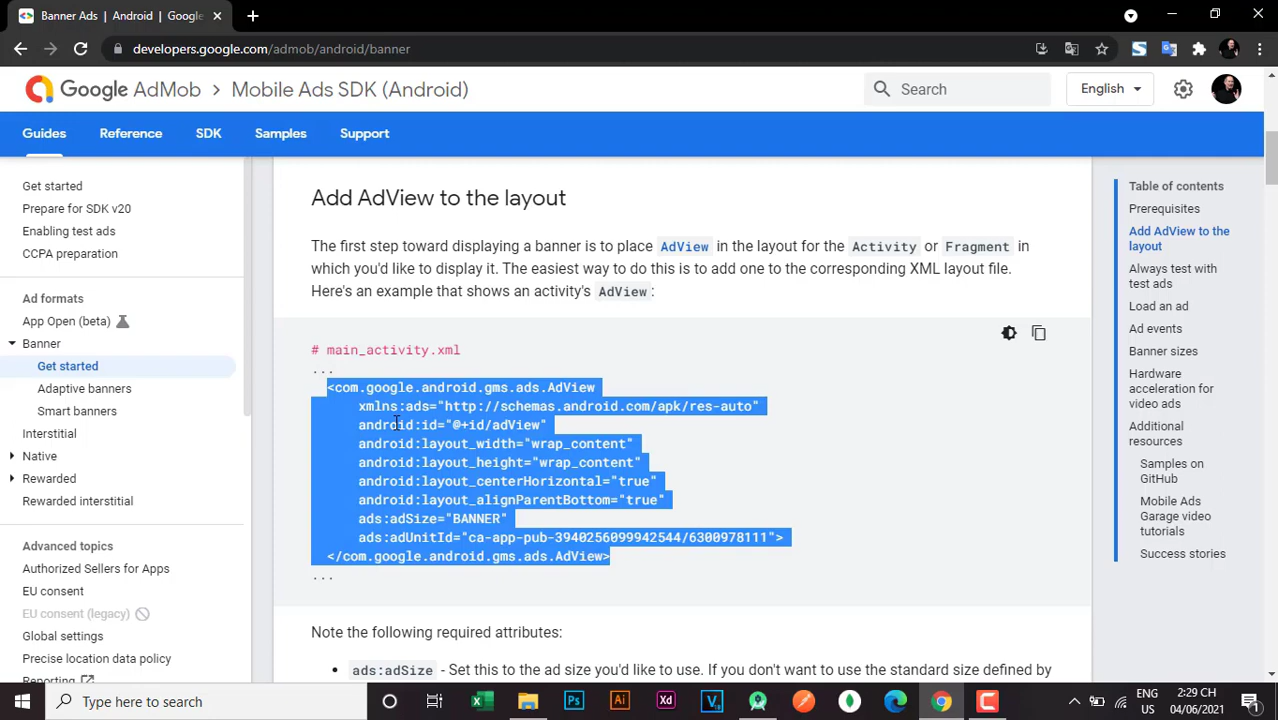 Banner Ads | Android | Google
developers.google.com/admob/android/banner
Google AdMob > Mobile Ads SDK (Android)
Search
English
Guides
Reference
SDK
Samples
Support
Get started
Prepare for SDK v20
Enabling test ads
CCPA preparation
Ad formats
App Open (beta)
Banner
Get started
Adaptive banners
Smart banners
Interstitial
Native
Rewarded
Rewarded interstitial
Advanced topics
Authorized Sellers for Apps
EU consent
EU consent (legacy)
Global settings
Precise location data policy
Reporting
Add AdView to the layout
The first step toward displaying a banner is to place AdView in the layout for the Activity or Fragment in
which you'd like to display it. The easiest way to do this is to add one to the corresponding XML layout file.
Here's an example that shows an activity's AdView:
# main_activity.xml
...
<com.google.android.gms.ads.AdView
xmlns:ads="http://schemas.android.com/apk/res-auto"
android:id="@+id/adView"
android:layout_width="wrap_content"
android:layout_height="wrap_content"
android:layout_centerHorizontal="true"
android:layout_alignParentBottom="true"
ads:adSize="BANNER"
ads:adUnitId="ca-app-pub-3940256099942544/6300978111">
</com.google.android.gms.ads.AdView>
...
Note the following required attributes:
• ads:adSize - Set this to the ad size you'd like to use. If you don't want to use the standard size defined by
Table of contents
Prerequisites
Add AdView to the
layout
Always test with
test ads
Load an ad
Ad events
Banner sizes
Hardware
acceleration for
video ads
Additional
resources
Samples on
GitHub
Mobile Ads
Garage video
tutorials
Success stories
Type here to search
Ps
Ai
Xd
ENG
US
2:29 CH
04/06/2021